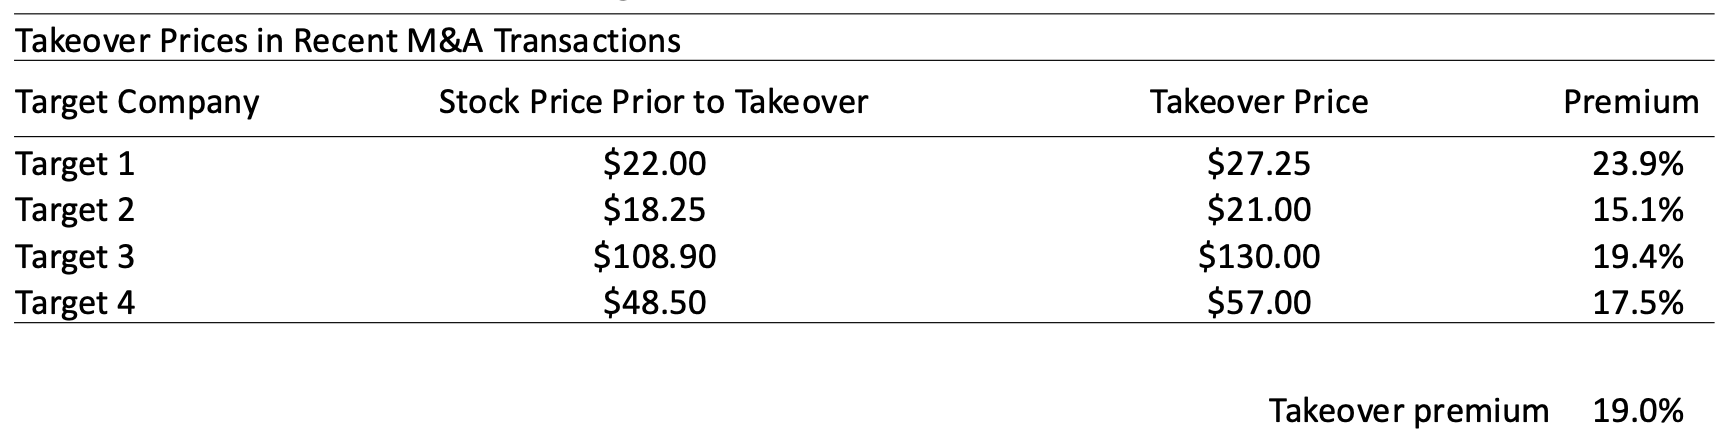 Takeover Prices in Recent M&A Transactions
Target Company Stock Price Prior to Takeover Takeover Price Premium
Target 1 $22.00 $27.25 23.9%
Target 2 $18.25 $21.00 15.1%
Target 3 $108.90 $130.00 19.4%
Target 4 $48.50 $57.00 17.5%
Takeover premium 19.0%